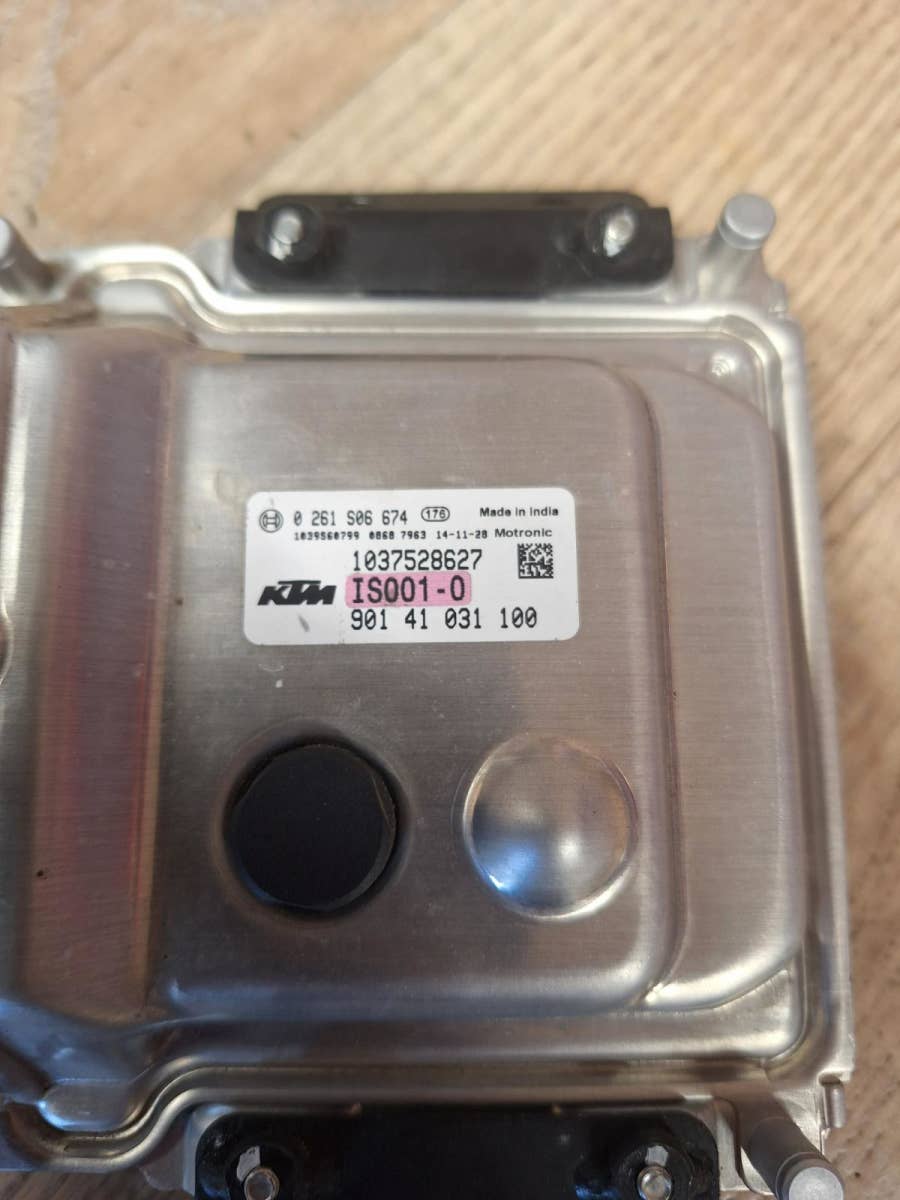 0 261 S06 674 176 Made in India
1039S60799 0868 7963 14-11-28 Motronic
1037528627
KTM IS001-0
901 41 031 100